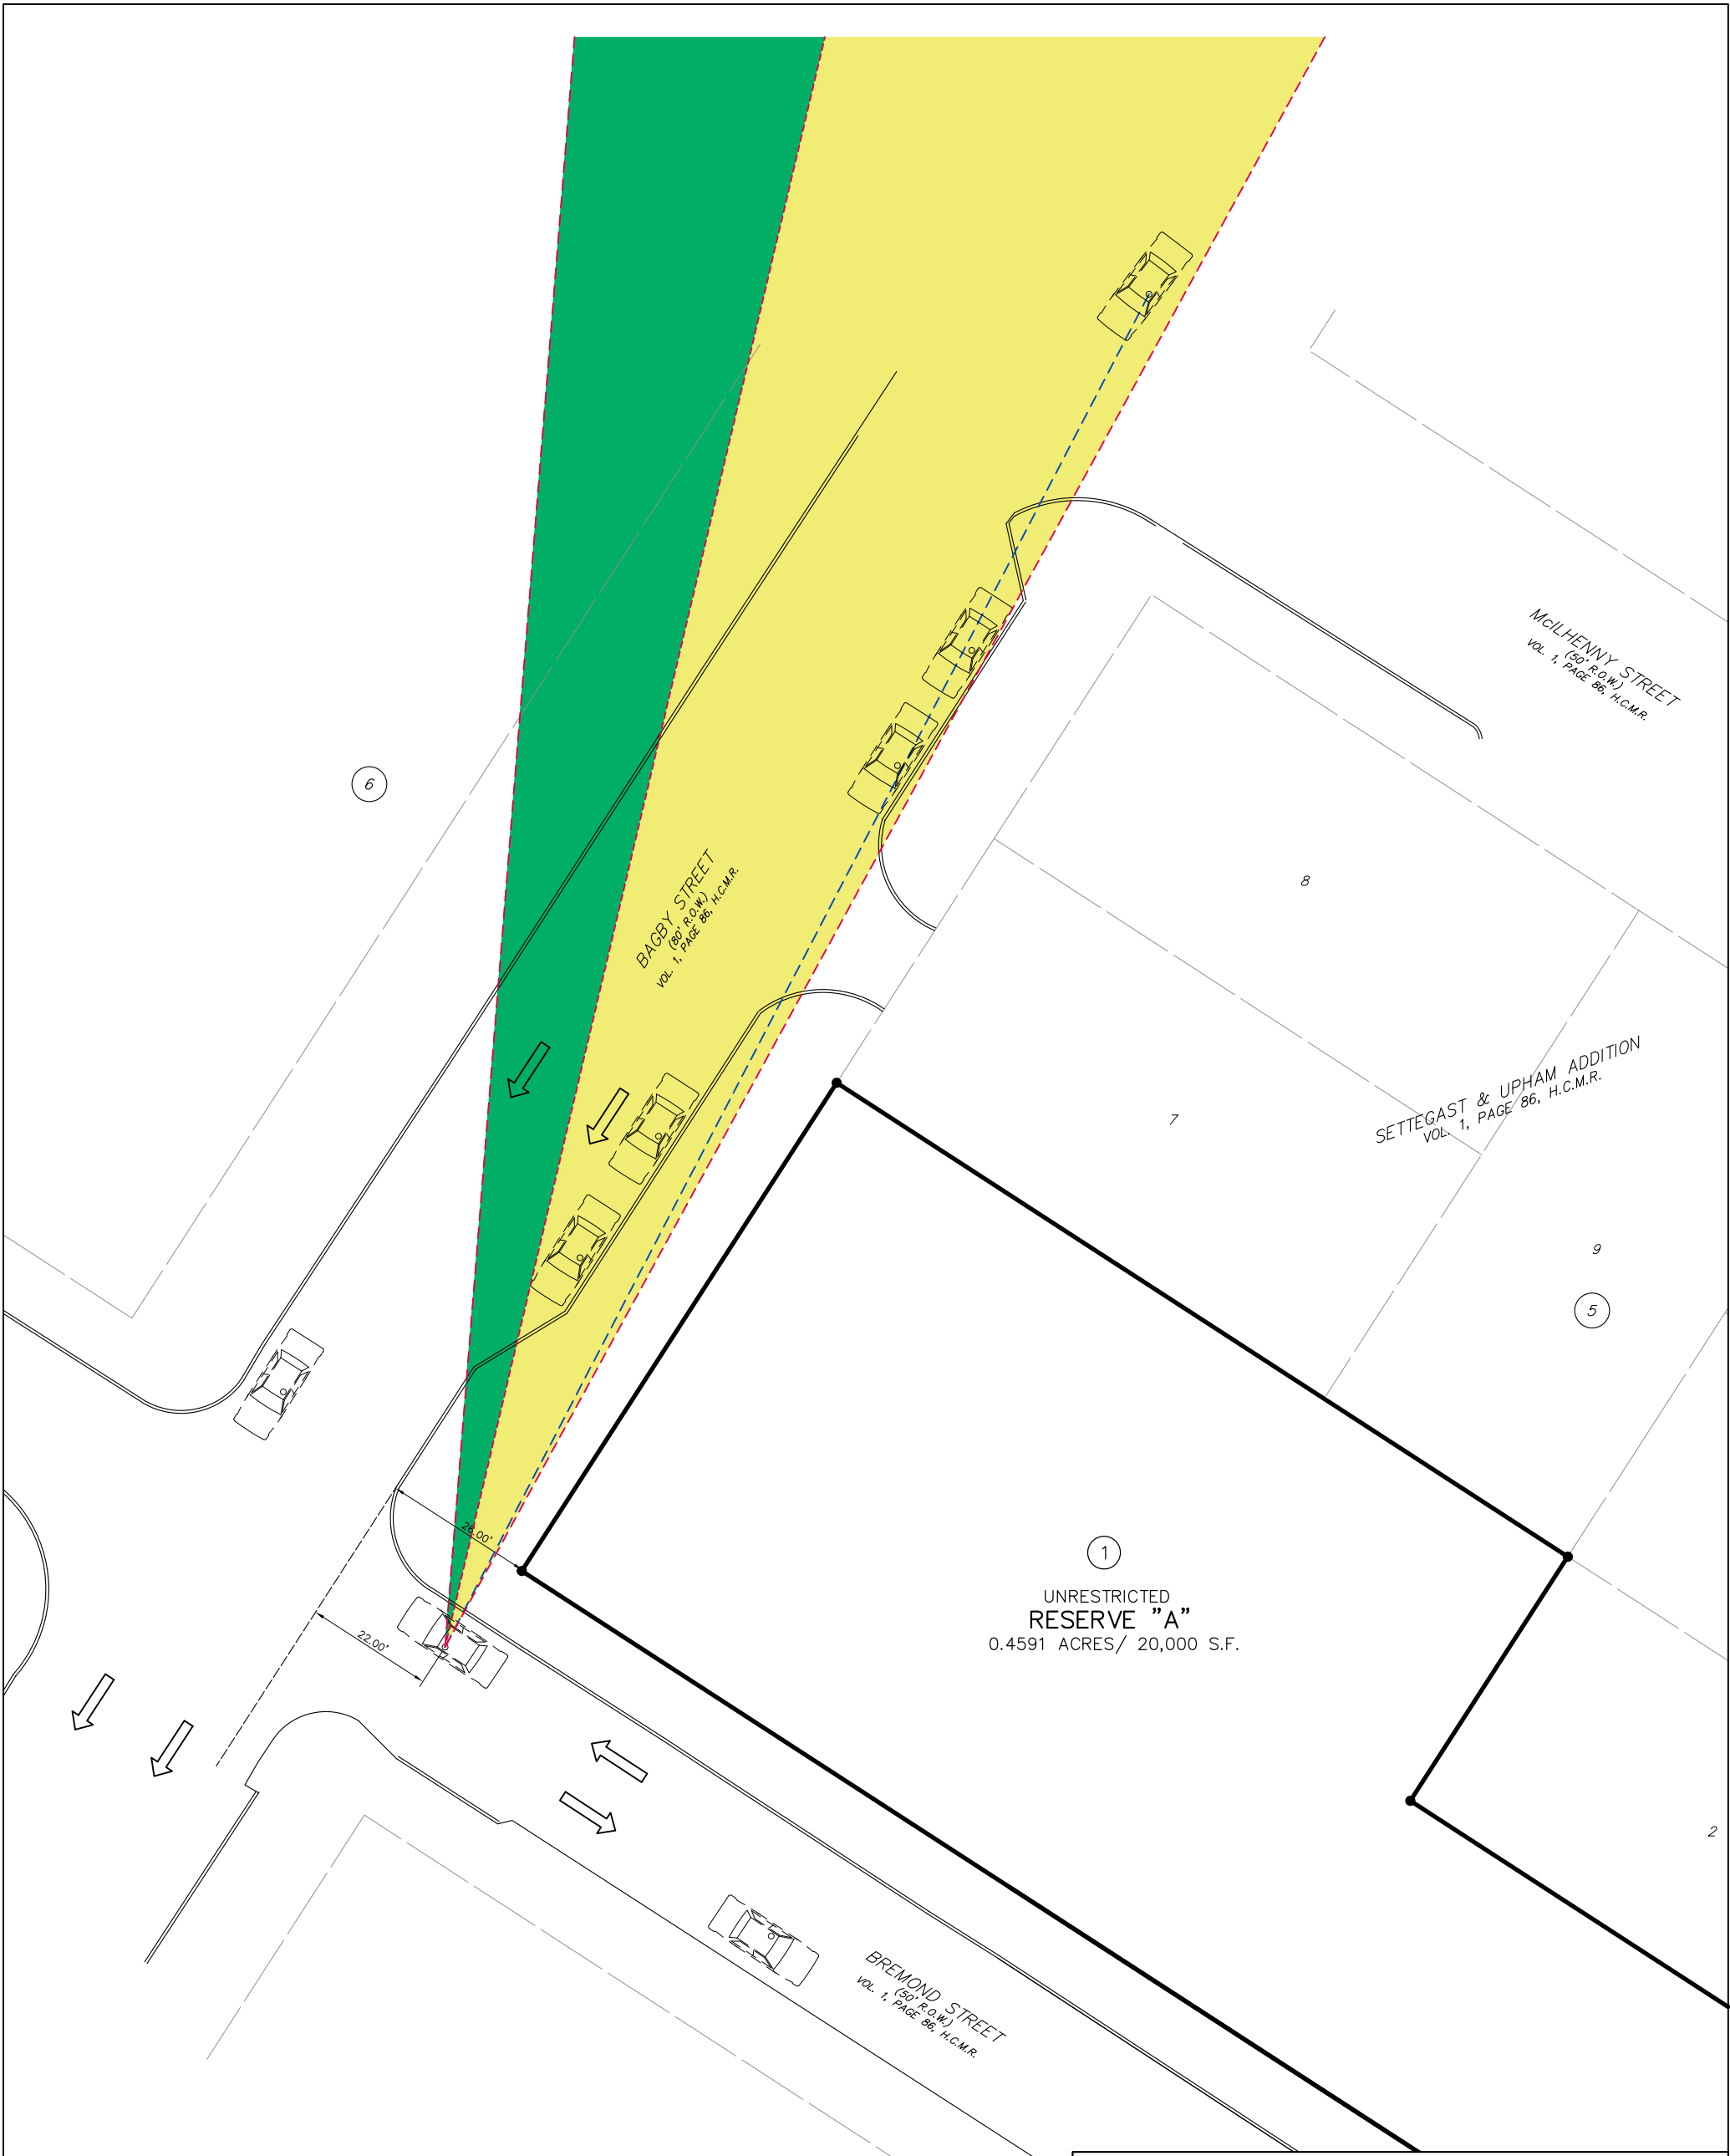 McILHENNY STREET
(50' R.O.W.)
VOL. 1, PAGE 86, H.C.M.R.
6
BAGBY STREET
(80' R.O.W.)
VOL. 1, PAGE 86, H.C.M.R.
8
SETTEGAST & UPHAM ADDITION
VOL. 1, PAGE 86, H.C.M.R.
7
9
5
26.00'
1
UNRESTRICTED
RESERVE "A"
0.4591 ACRES/ 20,000 S.F.
22.00'
2
BREMOND STREET
(50' R.O.W.)
VOL. 1, PAGE 86, H.C.M.R.